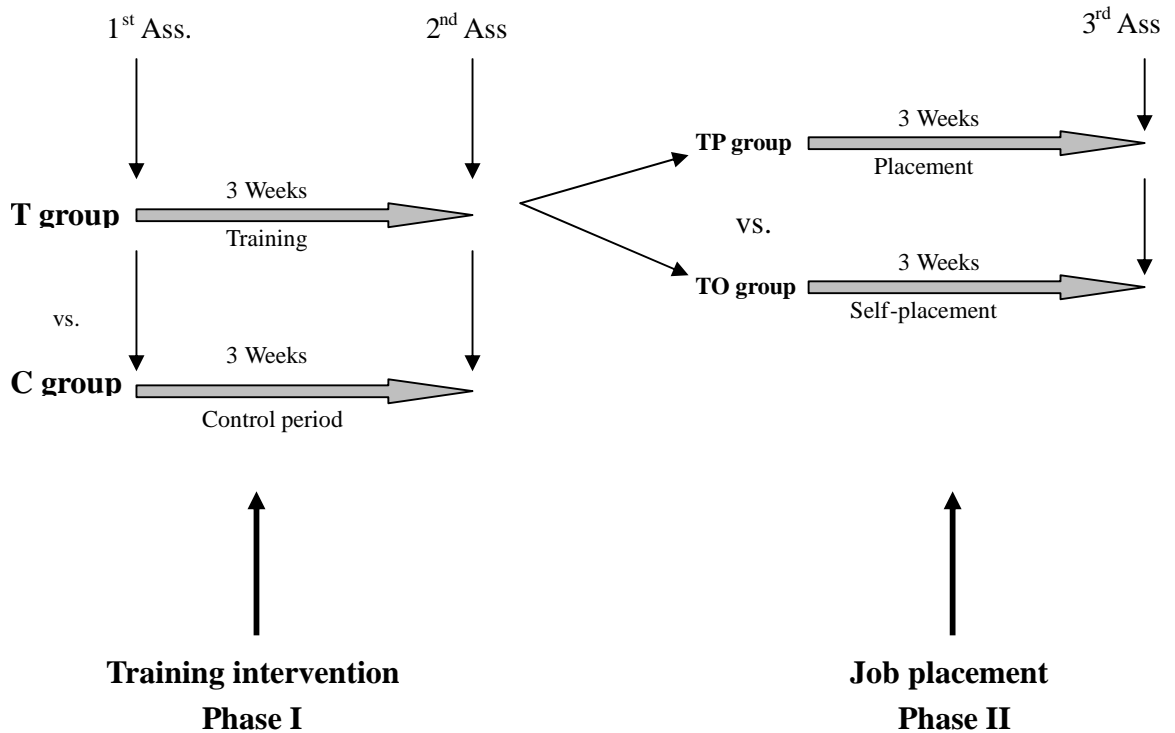 1st Ass.
2nd Ass
3rd Ass
3 Weeks
TP group
Placement
3 Weeks
T group
Training
vs.
3 Weeks
TO group
Self-placement
vs.
3 Weeks
C group
Control period
Training intervention
Phase I
Job placement
Phase II